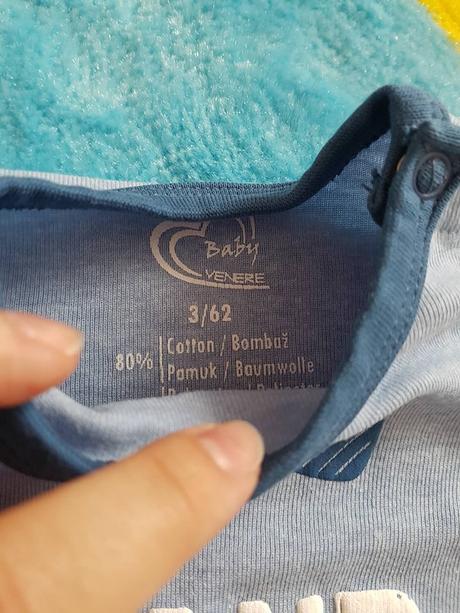 Baby
VENERE
3/62
80% Cotton / Bombaž
Pamuk / Baumwolle